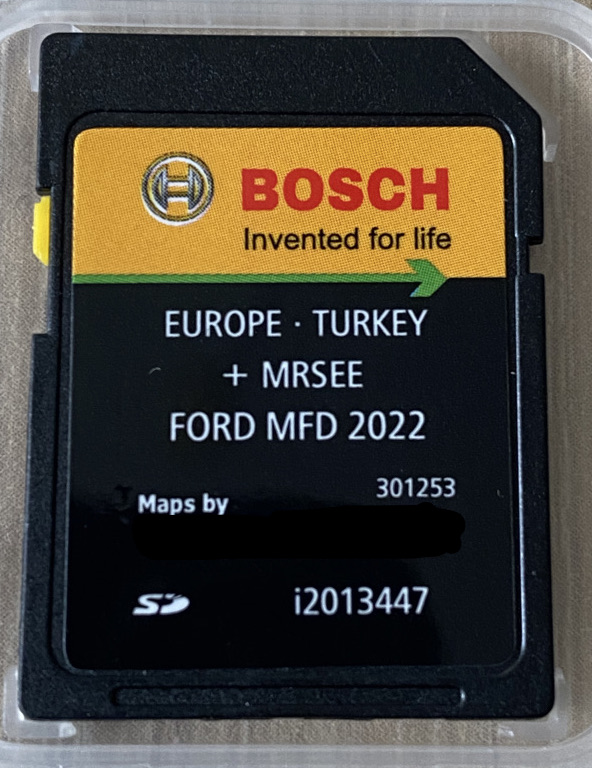 BOSCH
Invented for life
EUROPE · TURKEY
+ MRSEE
FORD MFD 2022
301253
Maps by
SD
i2013447